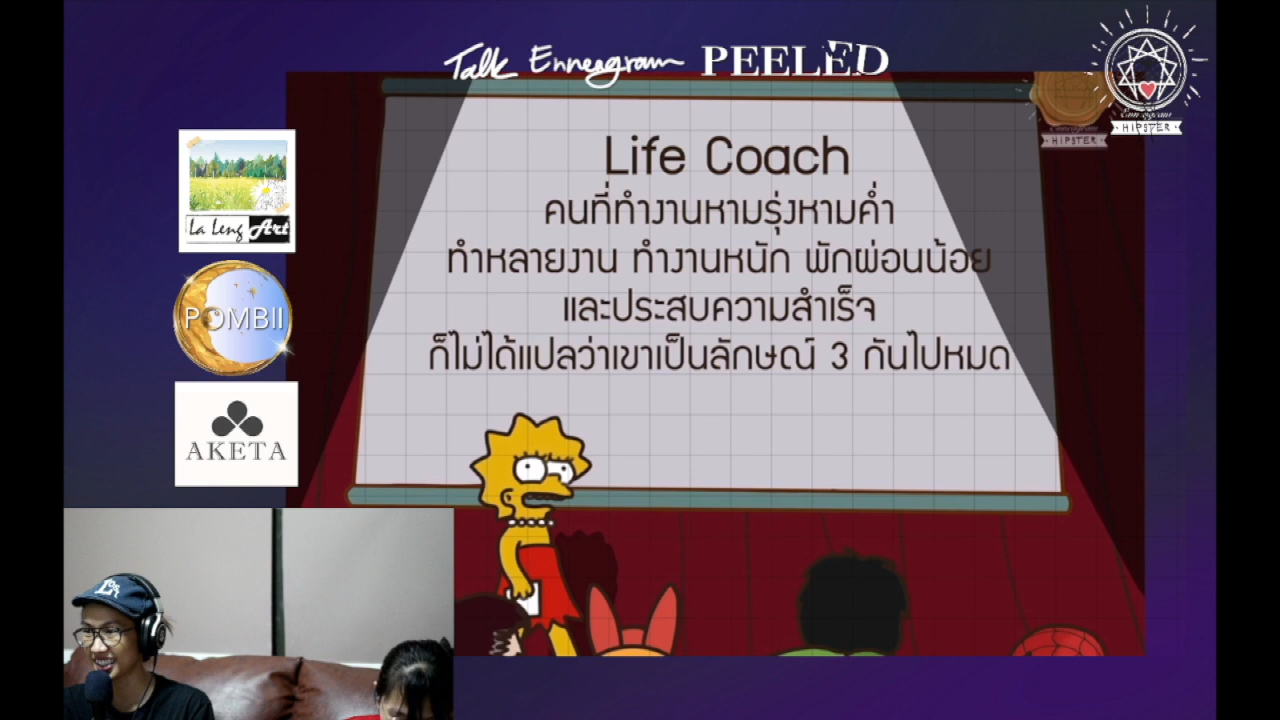 Talk Enneagram PEELED
Enneagram
HIPSTER
HIPSTER
La Leng Art
POMBII
AKETA
Life Coach
คนที่ทำงานหามรุ่งหามค่ำ
ทำหลายงาน ทำงานหนัก พักผ่อนน้อย
และประสบความสำเร็จ
ก็ไม่ได้แปลว่าเขาเป็นลักษณ์ 3 กันไปหมด